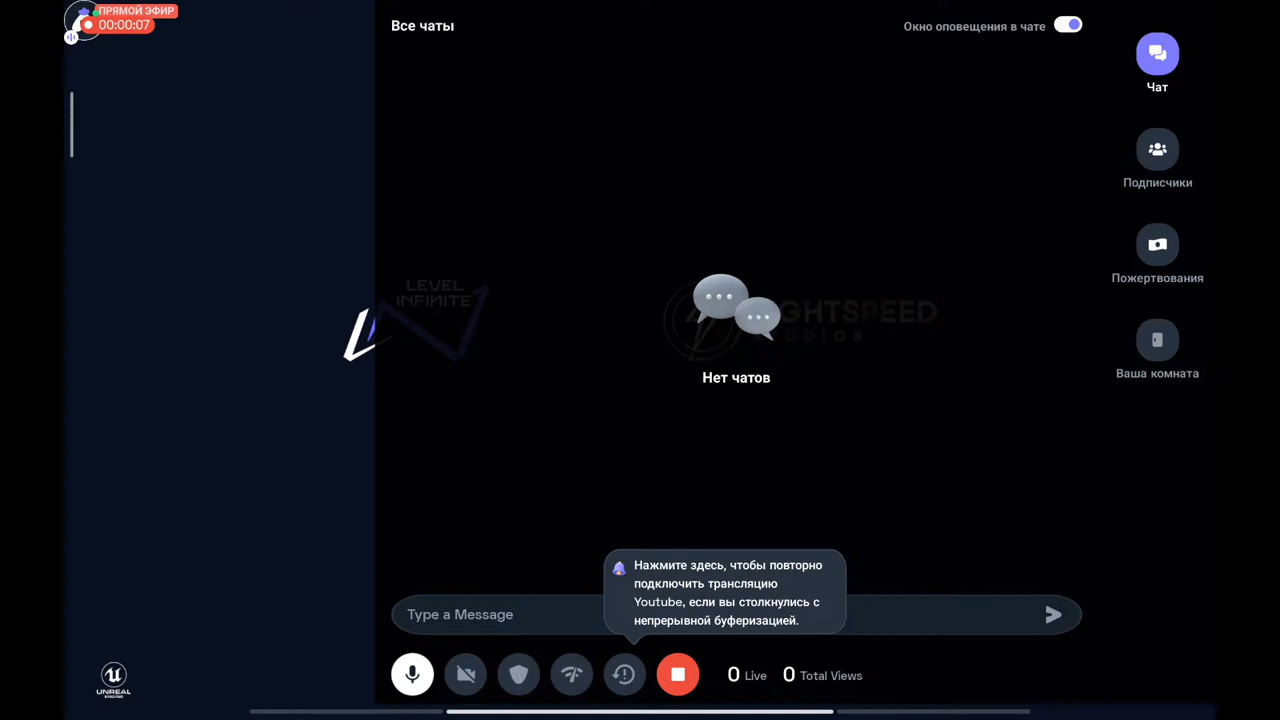 ПРЯМОЙ ЭФИР
00:00:07
Все чаты
Окно оповещения в чате
Чат
Подписчики
Пожертвования
Ваша комната
LEVEL
INFINITE
GHTSPEED
UDIOS
Нет чатов
Нажмите здесь, чтобы повторно
подключить трансляцию
Youtube, если вы столкнулись с
непрерывной буферизацией.
Type a Message
0 Live
0 Total Views
UNREAL
ENGINE